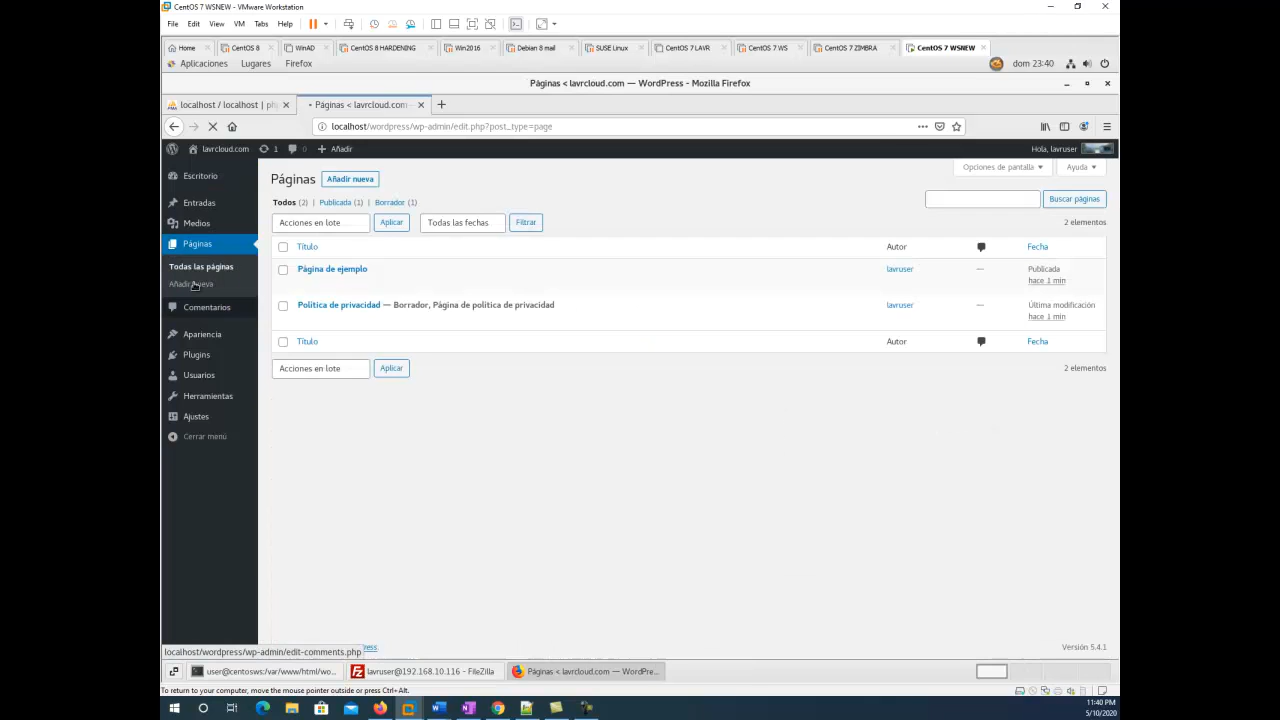 CentOS 7 WSNEW - VMware Workstation
File Edit View VM Tabs Help
Home CentOS 8 WinAD CentOS 8 HARDENING Win2016 Debian 8 mail SUSE Linux CentOS 7 LAVR CentOS 7 WS CentOS 7 ZIMBRA CentOS 7 WSNEW
Aplicaciones Lugares Firefox dom 23:40
Páginas < lavrcloud.com — WordPress - Mozilla Firefox
localhost / localhost | ph Páginas < lavrcloud.com
localhost/wordpress/wp-admin/edit.php?post_type=page
lavrcloud.com 1 0 Añadir Hola, lavruser
Escritorio
Entradas
Medios
Páginas
Todas las páginas
Añadir nueva
Comentarios
Apariencia
Plugins
Usuarios
Herramientas
Ajustes
Cerrar menú
Opciones de pantalla Ayuda
Páginas Añadir nueva
Todos (2) | Publicada (1) | Borrador (1) Buscar páginas
Acciones en lote Aplicar Todas las fechas Filtrar 2 elementos
Título Autor Fecha
Página de ejemplo lavruser — Publicada
hace 1 min
Política de privacidad — Borrador, Página de política de privacidad lavruser — Última modificación
hace 1 min
Título Autor Fecha
Acciones en lote Aplicar 2 elementos
Versión 5.4.1
localhost/wordpress/wp-admin/edit-comments.php
user@centosws:/var/www/html/wo... lavruser@192.168.10.116 - FileZilla Páginas < lavrcloud.com — WordPre...
To return to your computer, move the mouse pointer outside or press Ctrl+Alt.
11:40 PM
5/10/2020